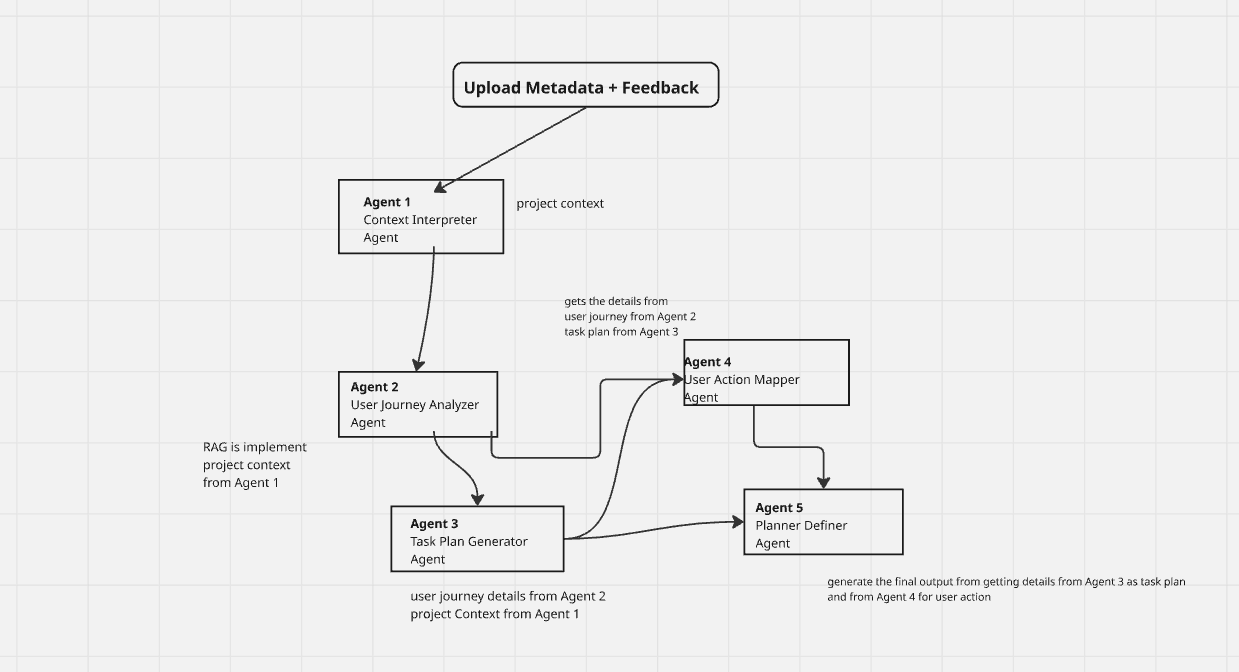 Upload Metadata + Feedback
Agent 1
Context Interpreter
Agent
project context
gets the details from
user journey from Agent 2
task plan from Agent 3
Agent 4
User Action Mapper
Agent
Agent 2
User Journey Analyzer
Agent
RAG is implement
project context
from Agent 1
Agent 3
Task Plan Generator
Agent
Agent 5
Planner Definer
Agent
user journey details from Agent 2
project Context from Agent 1
generate the final output from getting details from Agent 3 as task plan
and from Agent 4 for user action